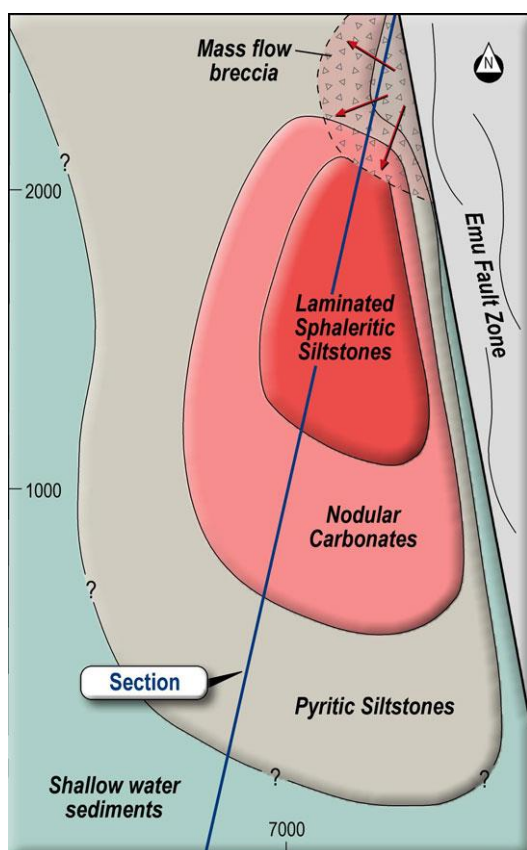 Mass flow
breccia
N
?
2000
Emu Fault Zone
Laminated
Sphaleritic
Siltstones
1000
Nodular
Carbonates
?
Section
Pyritic Siltstones
Shallow water
sediments
?
?
7000